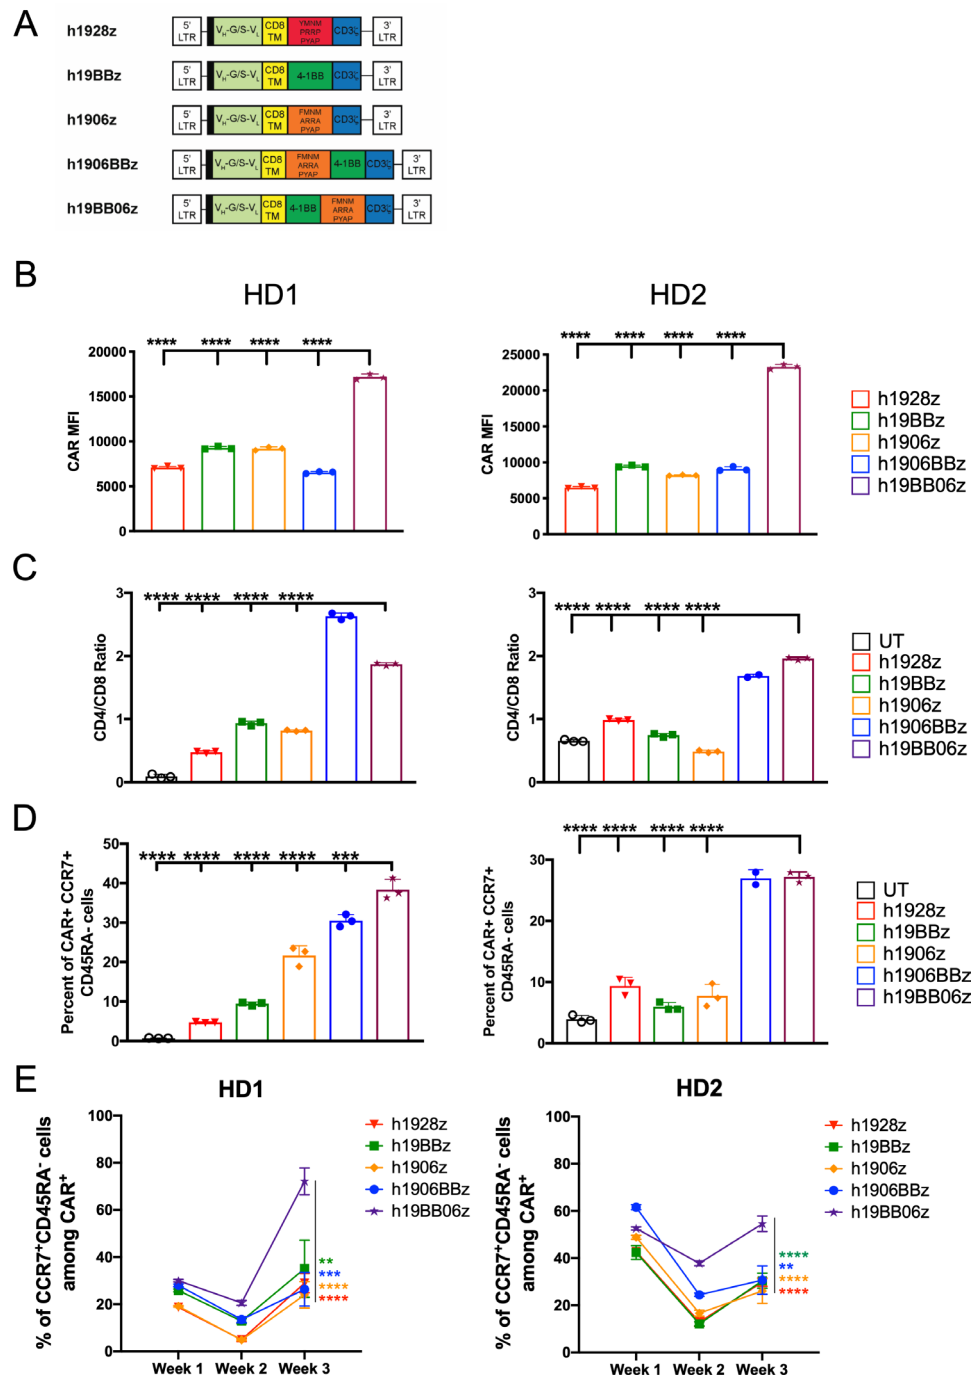 A
h1928z
5'
LTR
VH-G/S-VL
CD8
TM
YMNM
PRRP
PYAP
CD3ζ
3'
LTR
h19BBz
5'
LTR
VH-G/S-VL
CD8
TM
4-1BB
CD3ζ
3'
LTR
h1906z
5'
LTR
VH-G/S-VL
CD8
TM
FMNM
ARRA
PYAP
CD3ζ
3'
LTR
h1906BBz
5'
LTR
VH-G/S-VL
CD8
TM
FMNM
ARRA
PYAP
4-1BB
CD3ζ
3'
LTR
h19BB06z
5'
LTR
VH-G/S-VL
CD8
TM
4-1BB
FMNM
ARRA
PYAP
CD3ζ
3'
LTR
B
HD1
HD2
**** **** **** ****
CAR MFI
20000
15000
10000
5000
0
**** **** **** ****
CAR MFI
25000
20000
15000
10000
5000
0
h1928z
h19BBz
h1906z
h1906BBz
h19BB06z
C
**** **** **** ****
CD4/CD8 Ratio
3
2
1
0
**** **** **** ****
CD4/CD8 Ratio
3
2
1
0
UT
h1928z
h19BBz
h1906z
h1906BBz
h19BB06z
D
**** **** **** **** ***
Percent of CAR+ CCR7+
CD45RA- cells
50
40
30
20
10
0
**** **** **** ****
Percent of CAR+ CCR7+
CD45RA- cells
30
20
10
0
UT
h1928z
h19BBz
h1906z
h1906BBz
h19BB06z
E
HD1
% of CCR7+CD45RA- cells
among CAR+
100
80
60
40
20
0
Week 1 Week 2 Week 3
**
***
****
****
h1928z
h19BBz
h1906z
h1906BBz
h19BB06z
HD2
% of CCR7+CD45RA- cells
among CAR+
100
80
60
40
20
0
Week 1 Week 2 Week 3
****
**
****
****
h1928z
h19BBz
h1906z
h1906BBz
h19BB06z